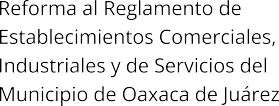 Reforma al Reglamento de
Establecimientos Comerciales,
Industriales y de Servicios del
Municipio de Oaxaca de Juárez